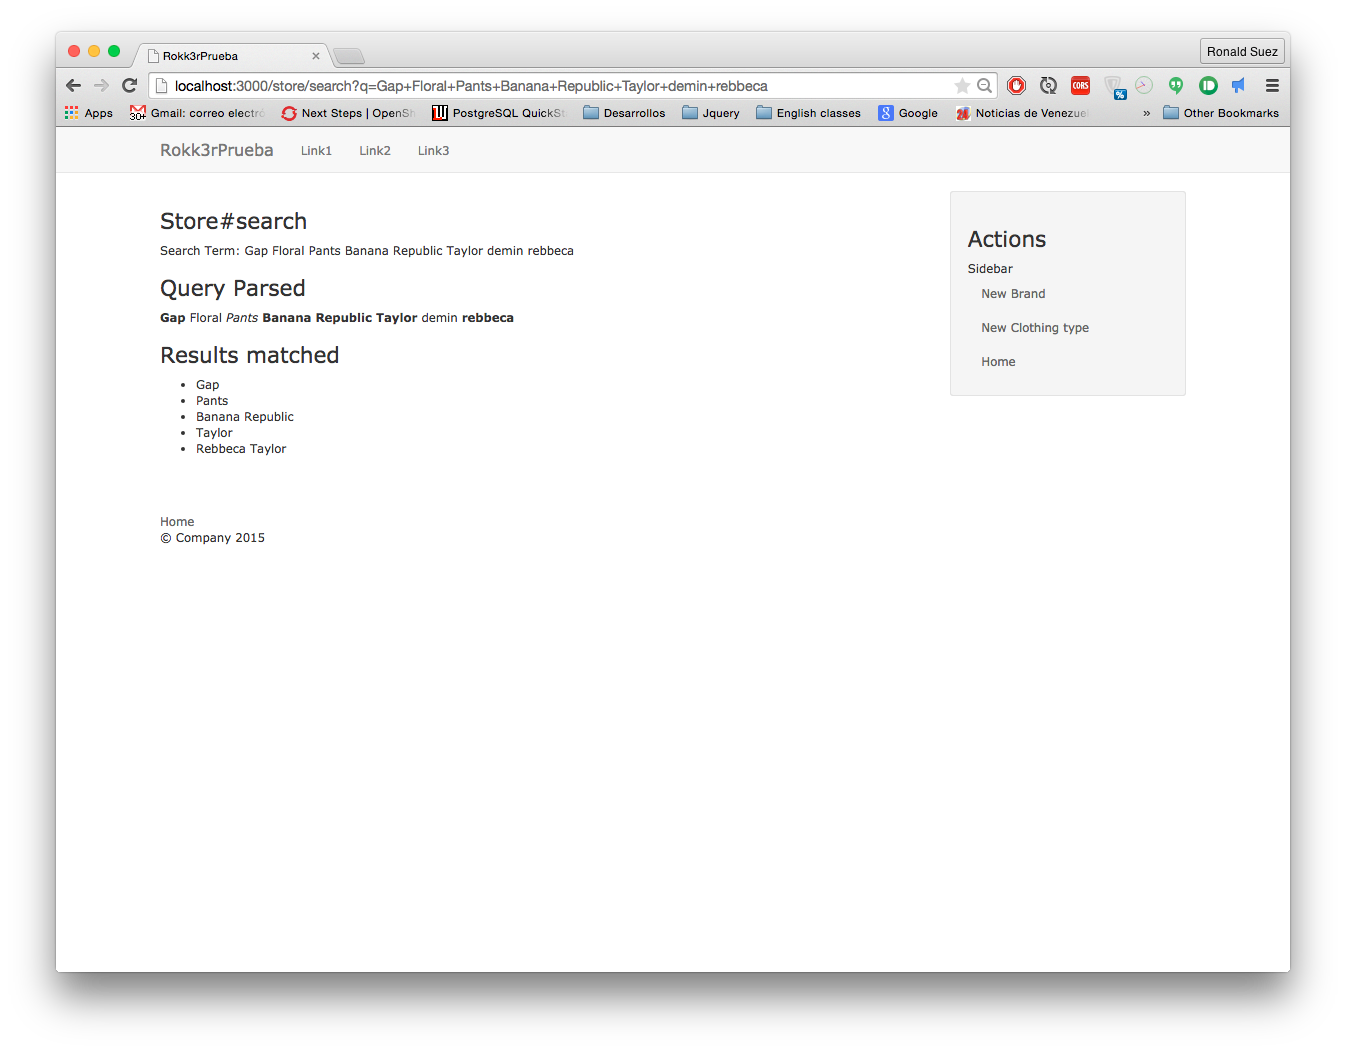 Rokk3rPrueba
Ronald Suez
localhost:3000/store/search?q=Gap+Floral+Pants+Banana+Republic+Taylor+demin+rebbeca
CORS
%
Apps
30+
Gmail: correo electró
Next Steps | OpenSh
PostgreSQL QuickSt
Desarrollos
Jquery
English classes
Google
Noticias de Venezuel
»
Other Bookmarks
Rokk3rPrueba Link1 Link2 Link3
Store#search
Search Term: Gap Floral Pants Banana Republic Taylor demin rebbeca
Query Parsed
Gap Floral Pants Banana Republic Taylor demin rebbeca
Results matched
• Gap
• Pants
• Banana Republic
• Taylor
• Rebbeca Taylor
Actions
Sidebar
New Brand
New Clothing type
Home
Home
© Company 2015